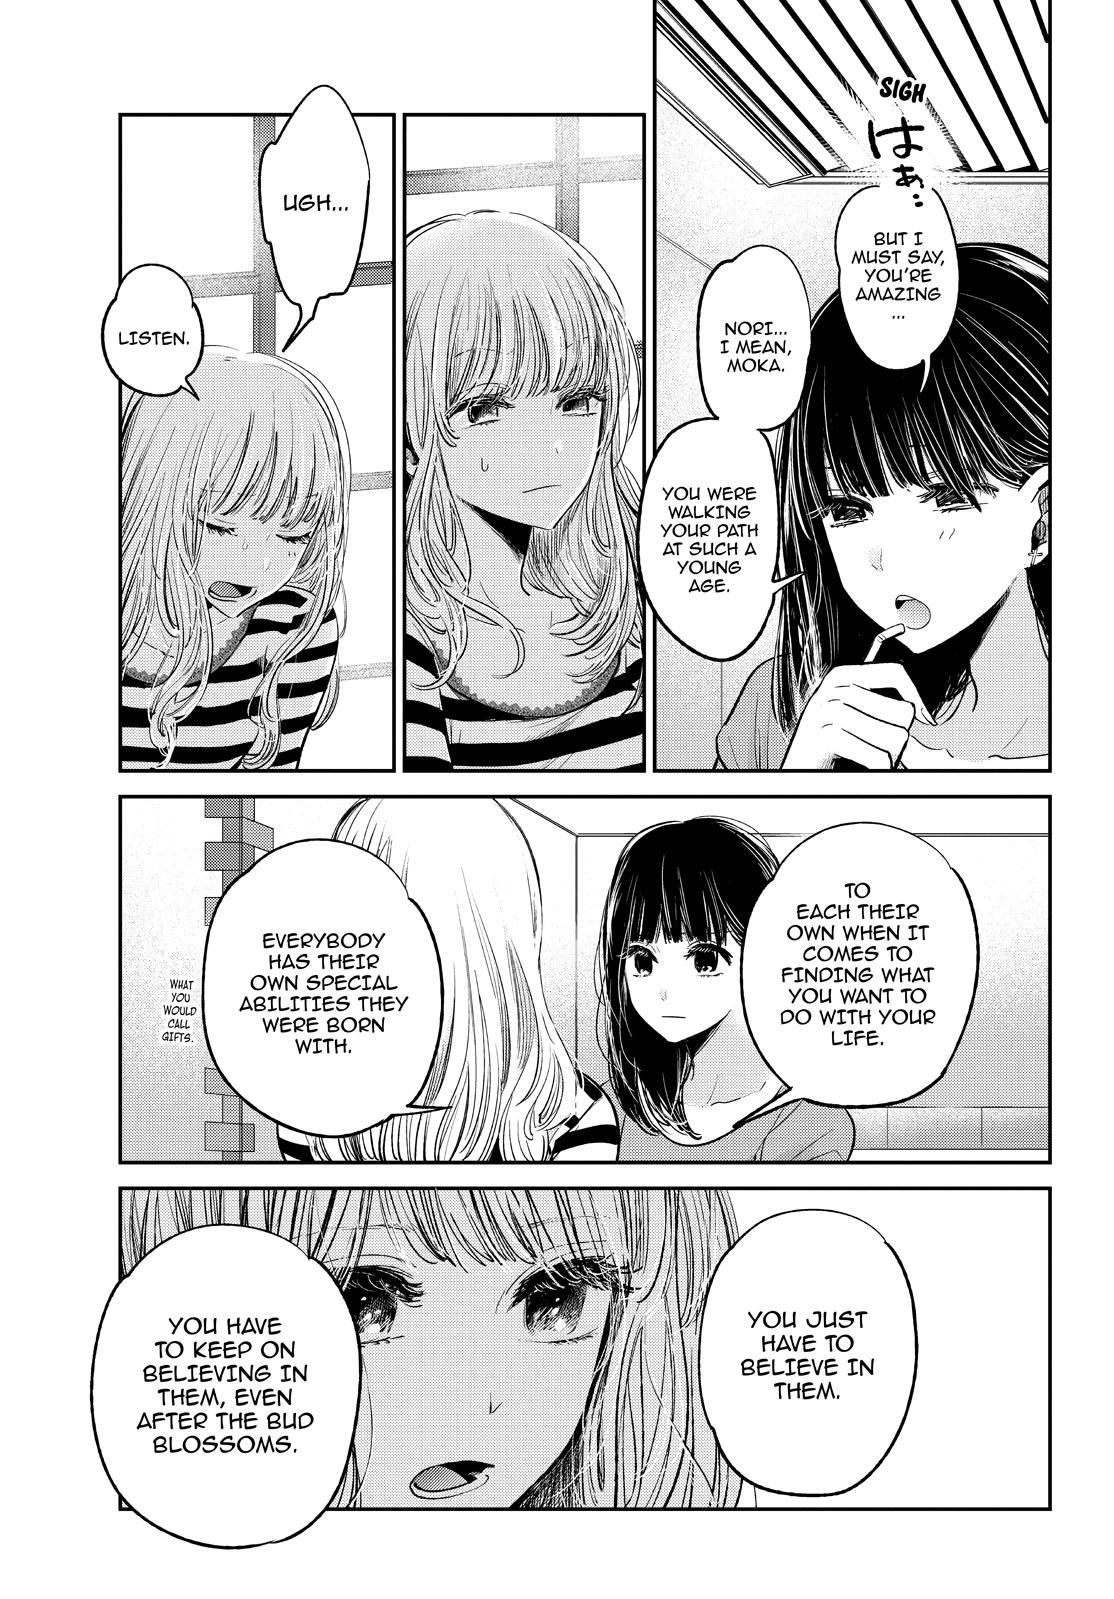 SIGH
はぁ…
BUT I
MUST SAY,
YOU'RE
AMAZING
...
NORI...
I MEAN,
MOKA.
YOU WERE
WALKING
YOUR PATH
AT SUCH A
YOUNG
AGE.
UGH...
LISTEN.
TO
EACH THEIR
OWN WHEN IT
COMES TO
FINDING WHAT
YOU WANT TO
DO WITH YOUR
LIFE.
EVERYBODY
HAS THEIR
OWN SPECIAL
ABILITIES THEY
WERE BORN
WITH.
WHAT
YOU
WOULD
CALL
GIFTS.
YOU JUST
HAVE TO
BELIEVE IN
THEM.
YOU HAVE
TO KEEP ON
BELIEVING IN
THEM, EVEN
AFTER THE BUD
BLOSSOMS.